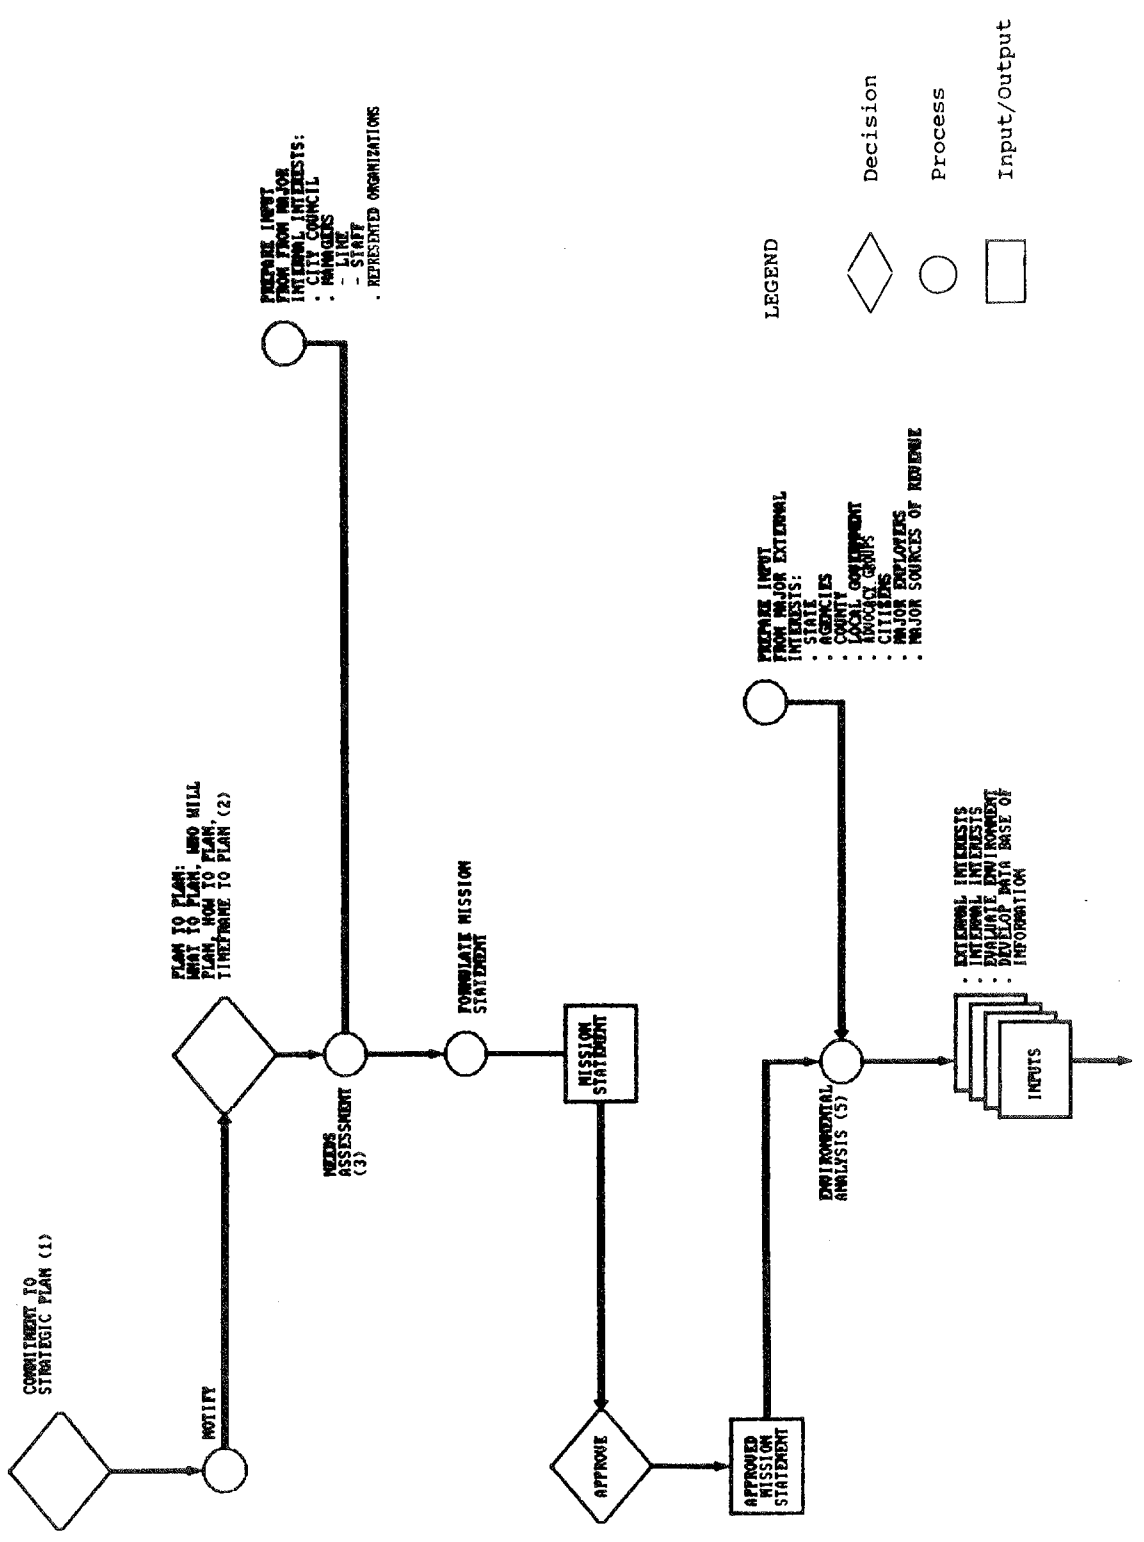 COMMITMENT TO
STRATEGIC PLAN (1)
NOTIFY
PLAN TO PLAN:
WHAT TO PLAN, WHO WILL
PLAN, HOW TO PLAN,
TIMEFRAME TO PLAN (2)
PREPARE INPUT
FROM FROM MAJOR
INTERNAL INTERESTS:
. CITY COUNCIL
. MANAGERS
- LINE
- STAFF
. REPRESENTED ORGANIZATIONS
NEEDS
ASSESSMENT
(3)
FORMULATE MISSION
STATEMENT
MISSION
STATEMENT
APPROVE
APPROVED
MISSION
STATEMENT
PREPARE INPUT
FROM MAJOR EXTERNAL
INTERESTS:
. STATE
. AGENCIES
. COUNTY
. LOCAL GOVERNMENT
. ADVOCACY GROUPS
. CITIZENS
. MAJOR EMPLOYERS
. MAJOR SOURCES OF REVENUE
ENVIRONMENTAL
ANALYSIS (5)
. EXTERNAL INTERESTS
. INTERNAL INTERESTS
. EVALUATE ENVIRONMENT
. DEVELOP DATA BASE OF
INFORMATION
INPUTS
LEGEND
Decision
Process
Input/Output